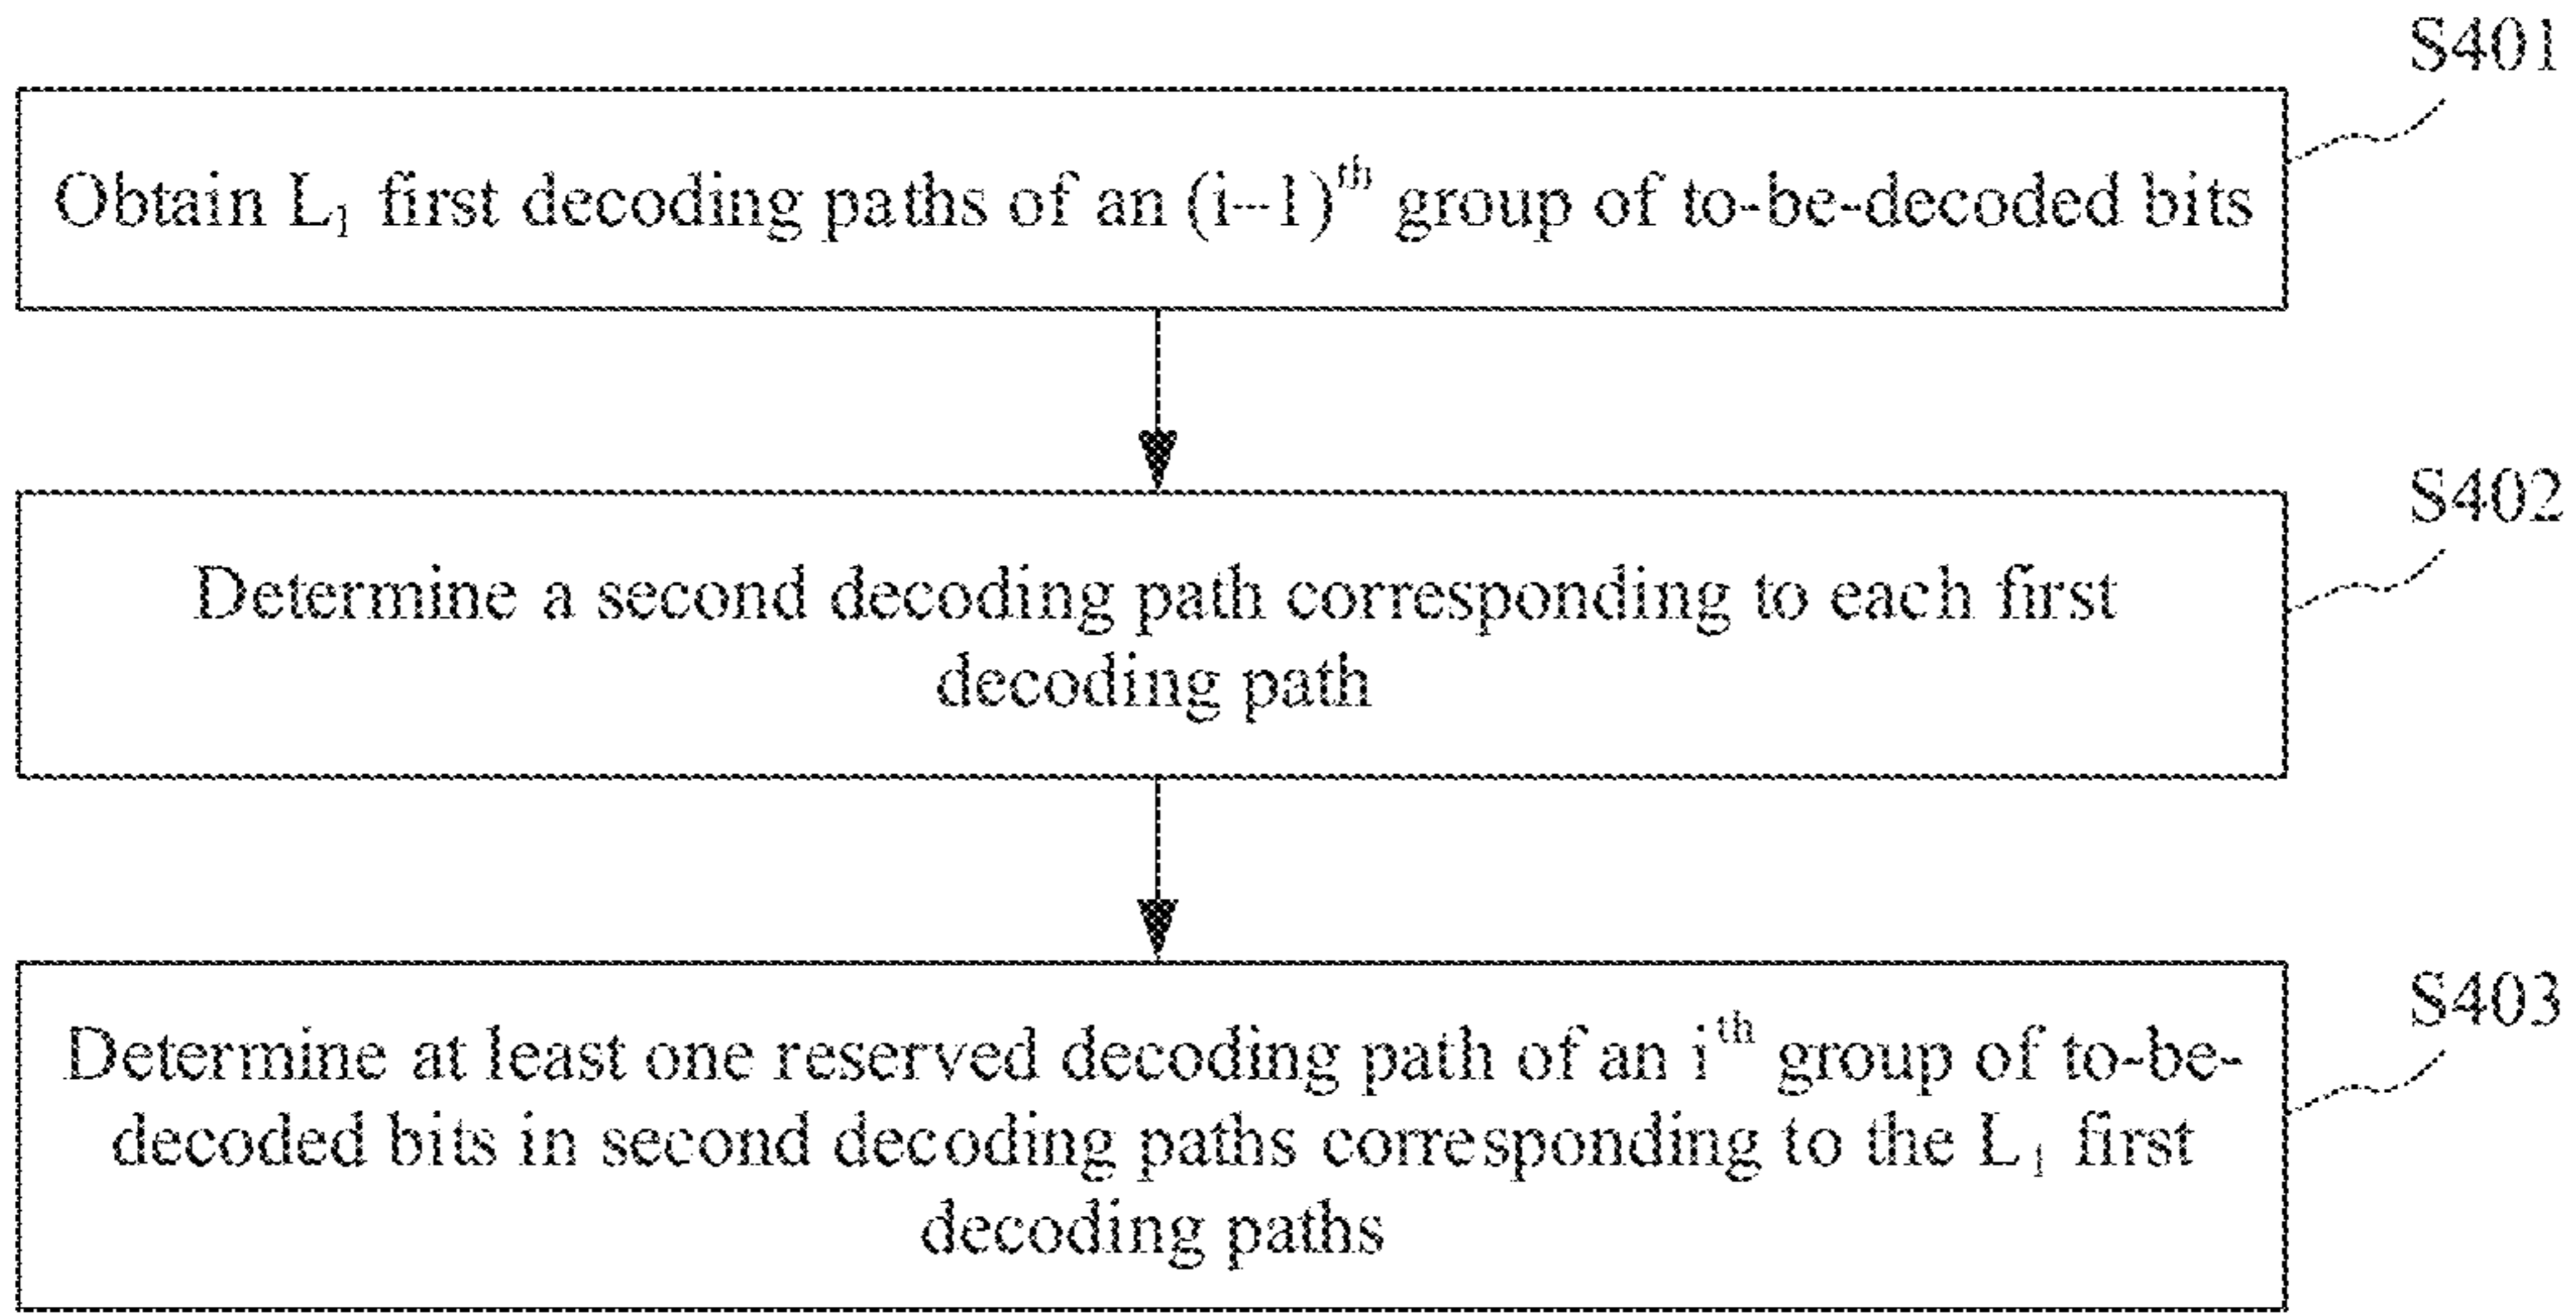 S401
Obtain L₁ first decoding paths of an (i–1)ᵗʰ group of to-be-decoded bits
S402
Determine a second decoding path corresponding to each first
decoding path
S403
Determine at least one reserved decoding path of an iᵗʰ group of to-be-
decoded bits in second decoding paths corresponding to the L₁ first
decoding paths